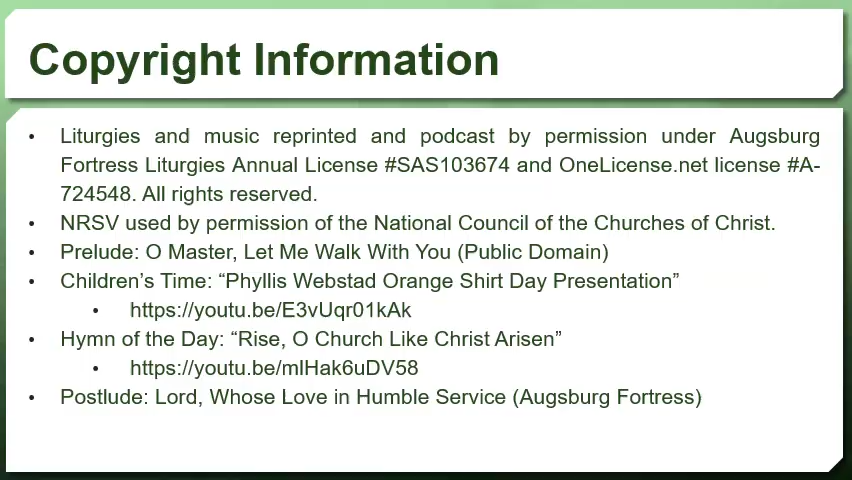 Copyright Information
• Liturgies and music reprinted and podcast by permission under Augsburg
Fortress Liturgies Annual License #SAS103674 and OneLicense.net license #A-
724548. All rights reserved.
• NRSV used by permission of the National Council of the Churches of Christ.
• Prelude: O Master, Let Me Walk With You (Public Domain)
• Children’s Time: “Phyllis Webstad Orange Shirt Day Presentation”
• https://youtu.be/E3vUqr01kAk
• Hymn of the Day: “Rise, O Church Like Christ Arisen”
• https://youtu.be/mlHak6uDV58
• Postlude: Lord, Whose Love in Humble Service (Augsburg Fortress)